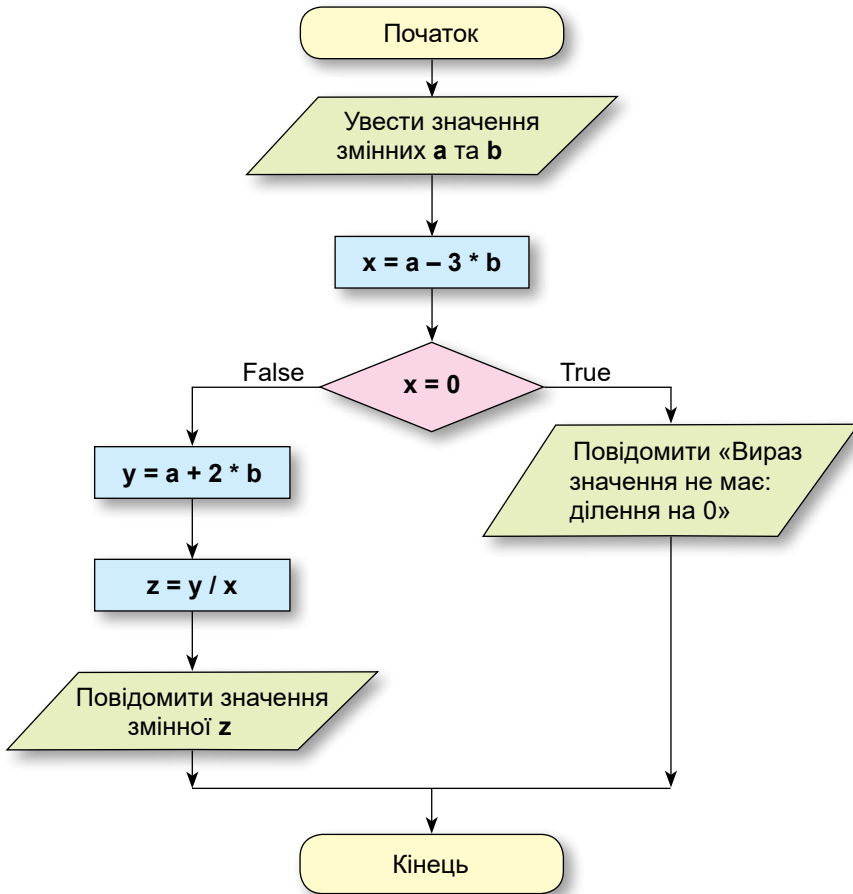 Початок
Увести значення
змінних a та b
x = a – 3 * b
False
x = 0
True
y = a + 2 * b
z = y / x
Повідомити значення
змінної z
Повідомити «Вираз
значення не має:
ділення на 0»
Кінець